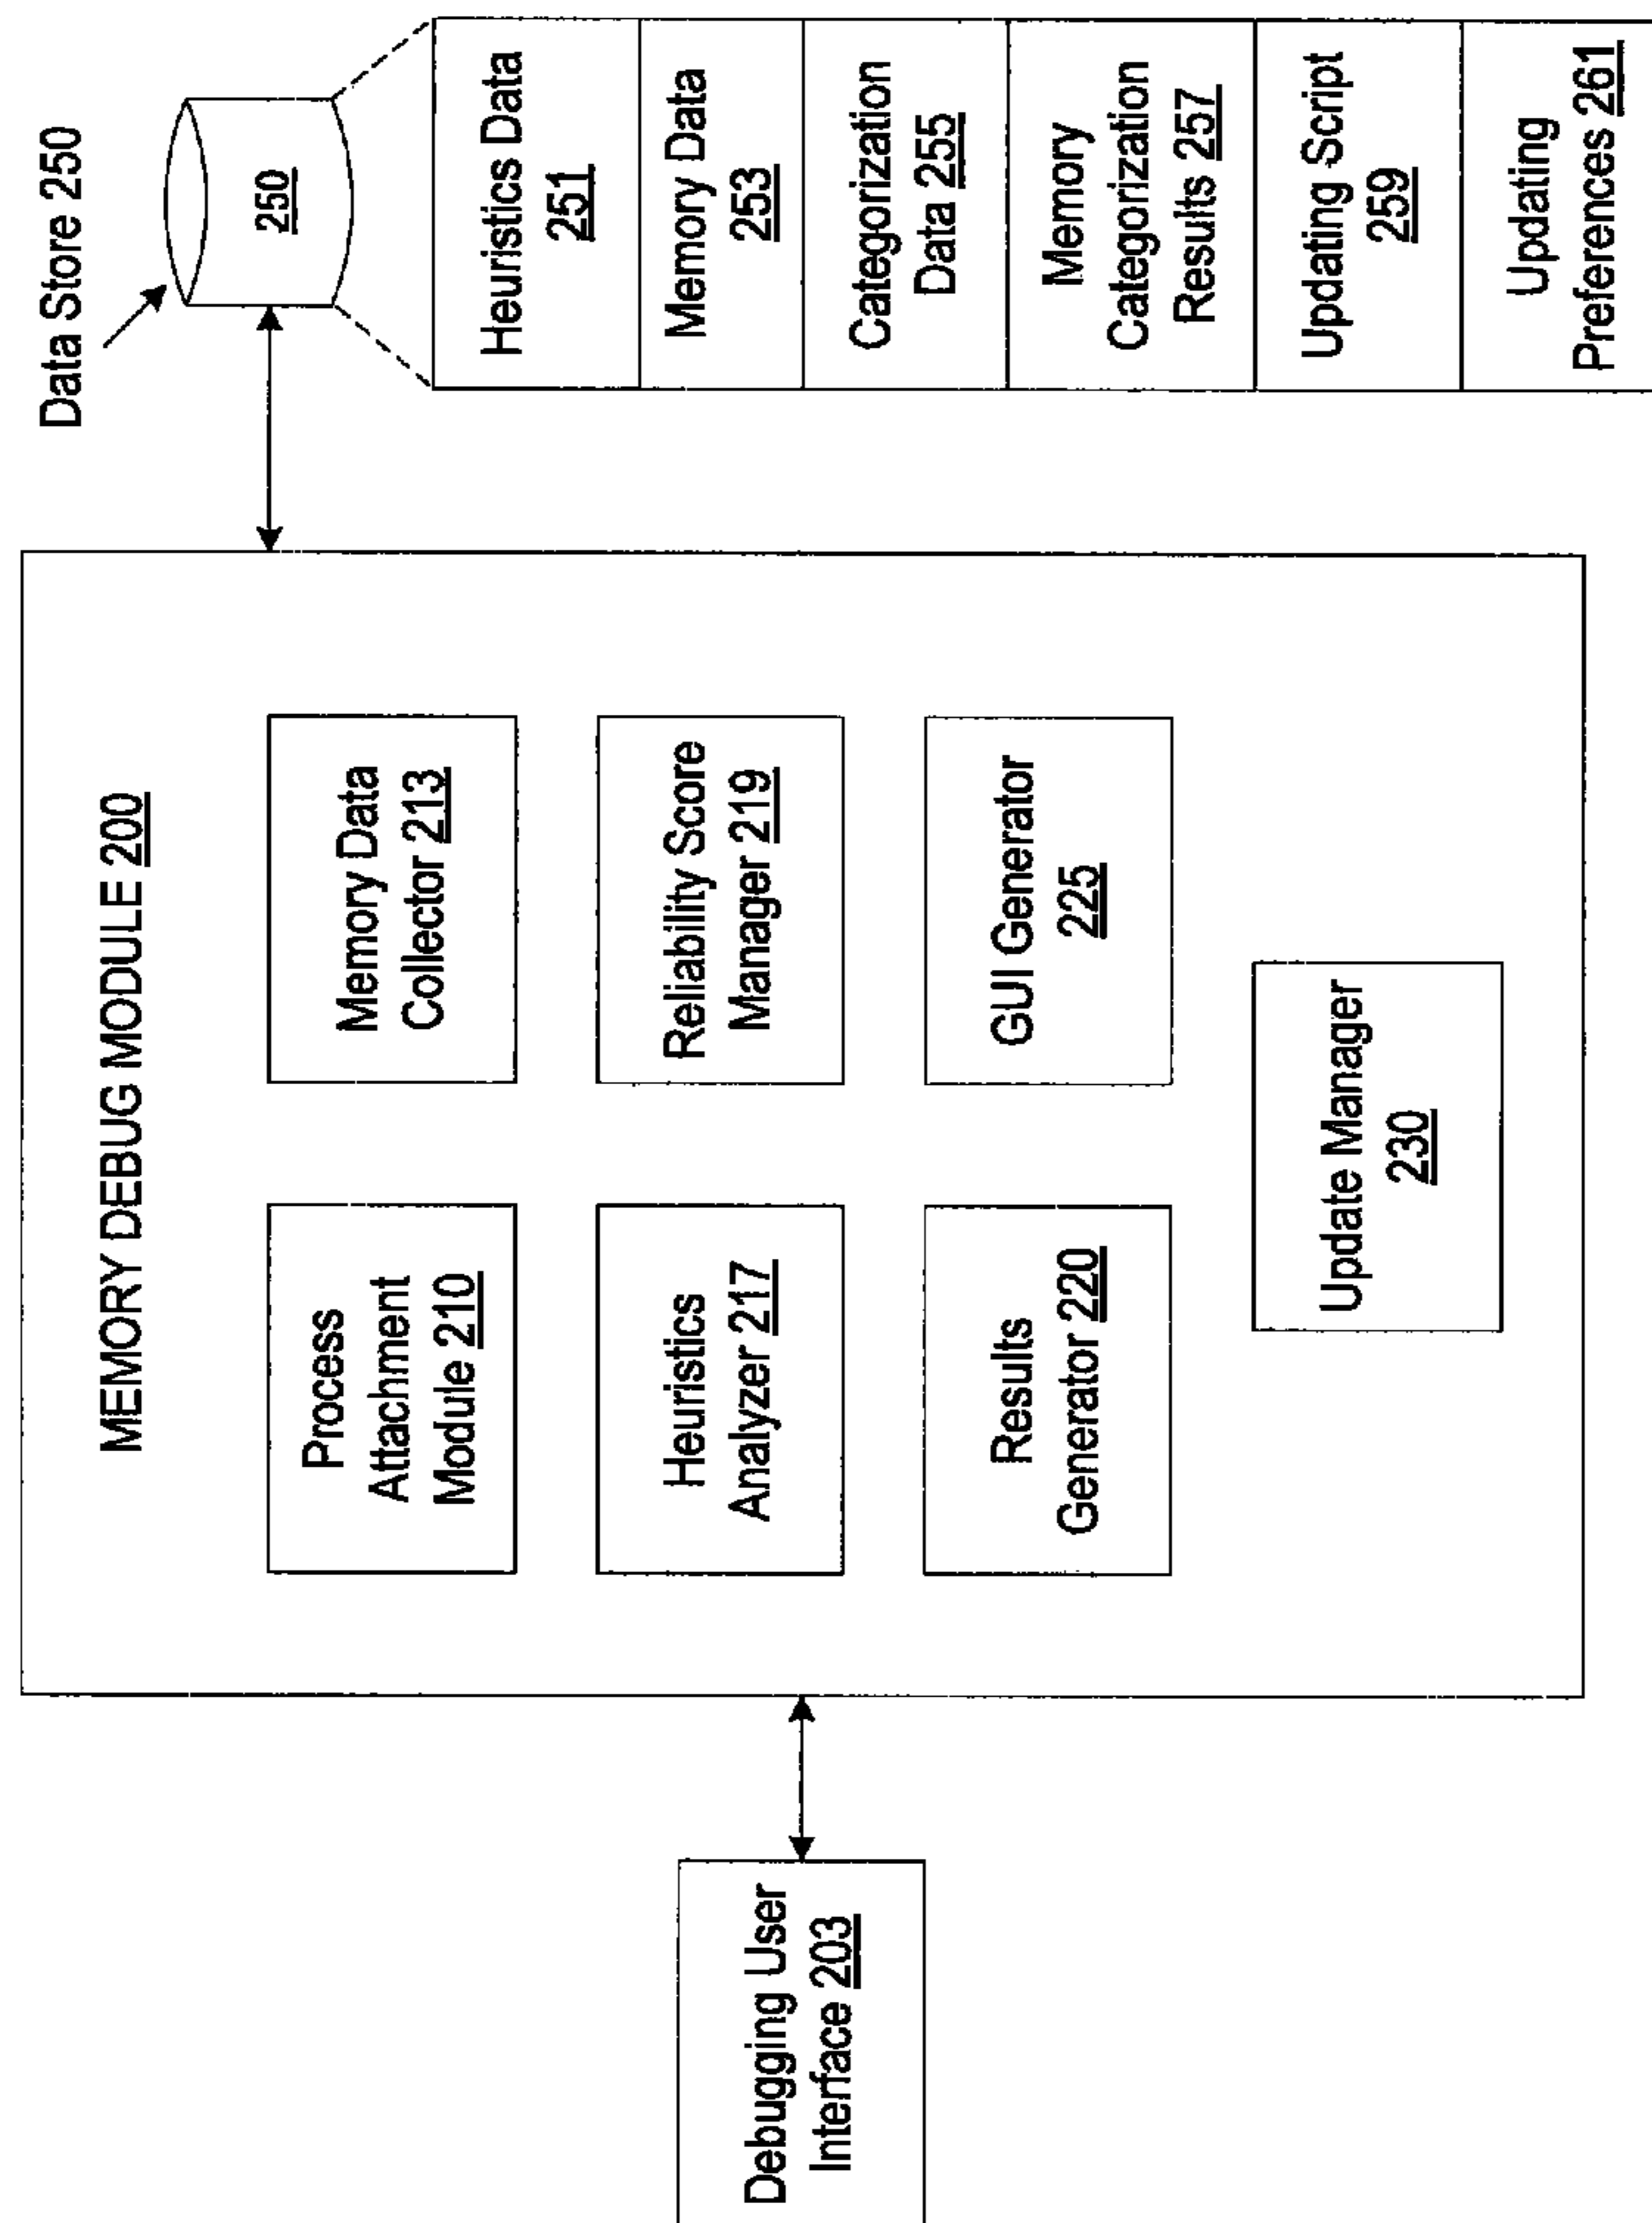 Debugging User
Interface 203
MEMORY DEBUG MODULE 200
Process
Attachment
Module 210
Memory Data
Collector 213
Heuristics
Analyzer 217
Reliability Score
Manager 219
Results
Generator 220
GUI Generator
225
Update Manager
230
Data Store 250
250
Heuristics Data
251
Memory Data
253
Categorization
Data 255
Memory
Categorization
Results 257
Updating Script
259
Updating
Preferences 261